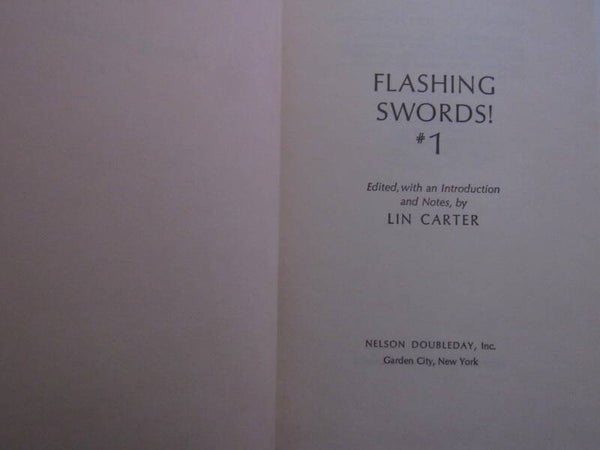 FLASHING
SWORDS!
#1
Edited, with an Introduction
and Notes, by
LIN CARTER
NELSON DOUBLEDAY, Inc.
Garden City, New York